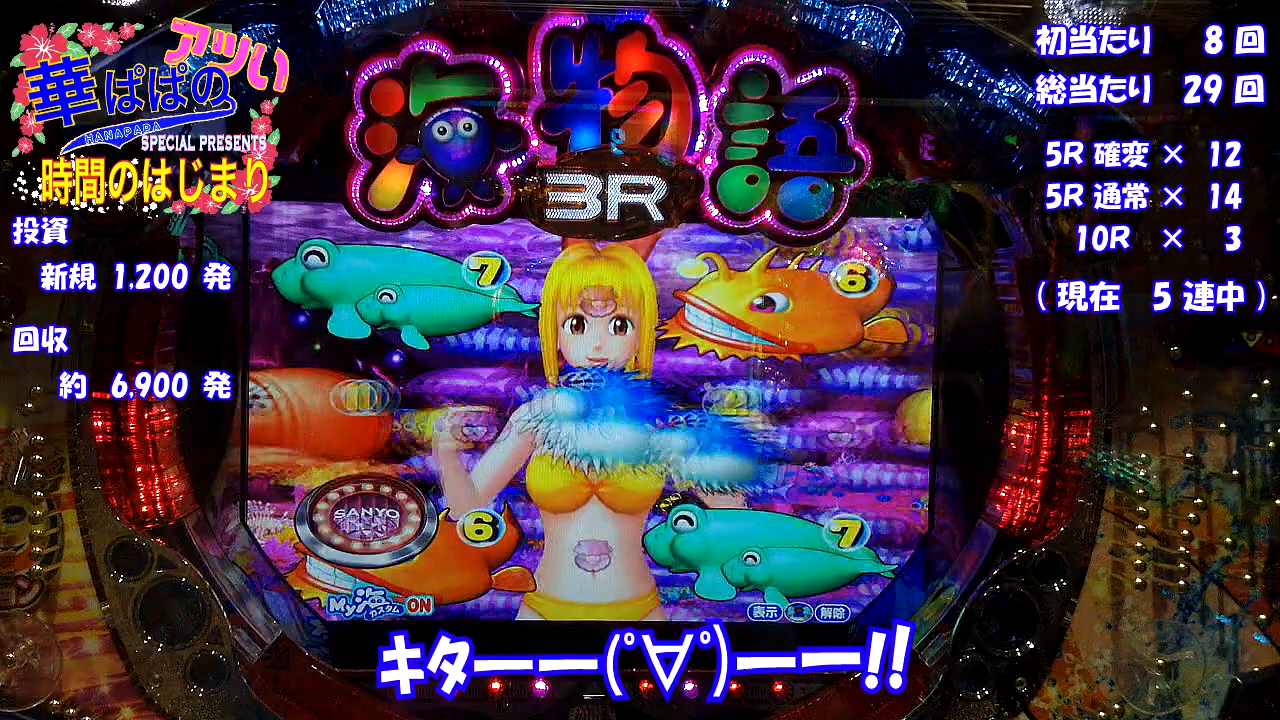 アツい
華ぱぱの
HANAPAPA
SPECIAL PRESENTS
時間のはじまり
投資
新規 1,200 発
回収
約 6,900 発
海物語
3R
初当たり 8 回
総当たり 29 回
5R 確変 × 12
5R 通常 × 14
10R × 3
(現在 5 連中)
7
6
6
7
SANYO
My海カスタム ON
表示 解除
キターー(ﾟ∀ﾟ)ーー!!